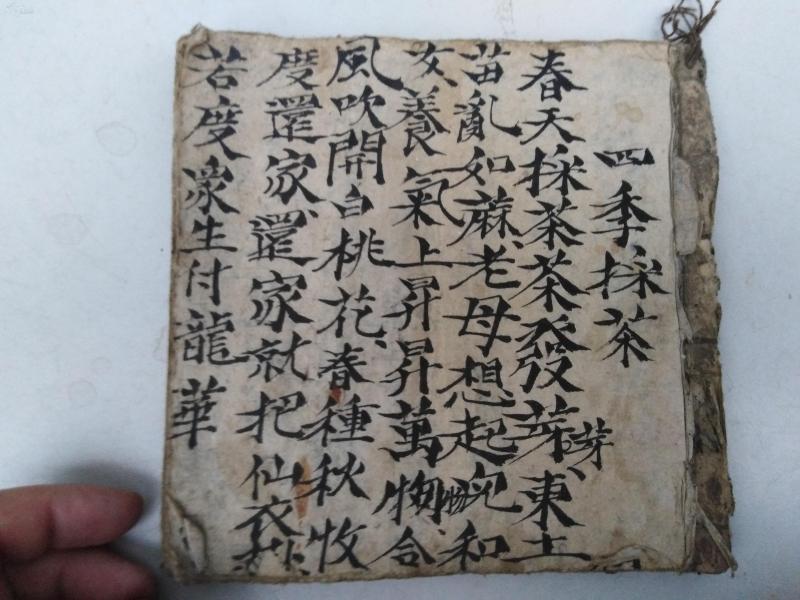 四季採茶
春天採茶茶發芽芽東土
苗亂如蔴老母想起兒和
女養氣上昇昇萬物合
風吹開白桃花春種秋收
度還家還家就把仙衣
若度衆生付龍華